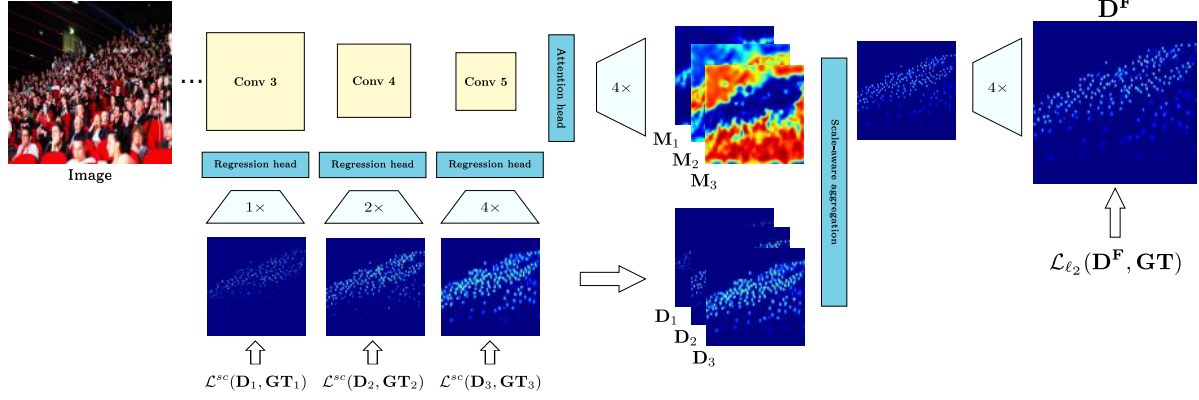 Image
...
Conv 3
Conv 4
Conv 5
Attention head
4×
M₁
M₂
M₃
Regression head
Regression head
Regression head
1×
2×
4×
D₁
D₂
D₃
Scale-aware aggregation
4×
D^F
ℒ_{ℓ₂}(D^F, GT)
ℒ^{sc}(D₁, GT₁)
ℒ^{sc}(D₂, GT₂)
ℒ^{sc}(D₃, GT₃)